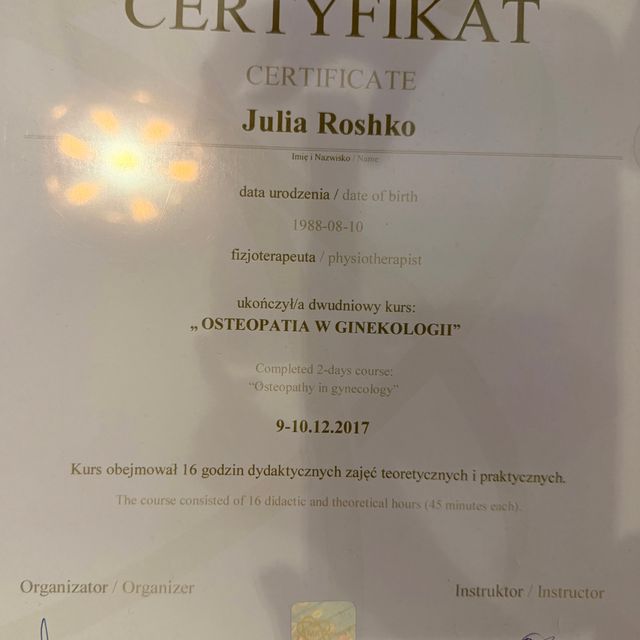 CERTYFIKAT
CERTIFICATE
Julia Roshko
Imię i Nazwisko / Name
data urodzenia / date of birth
1988-08-10
fizjoterapeuta / physiotherapist
ukończył/a dwudniowy kurs:
„ OSTEOPATIA W GINEKOLOGII”
Completed 2-days course:
“Osteopathy in gynecology”
9-10.12.2017
Kurs obejmował 16 godzin dydaktycznych zajęć teoretycznych i praktycznych.
The course consisted of 16 didactic and theoretical hours (45 minutes each).
Organizator / Organizer
Instruktor / Instructor